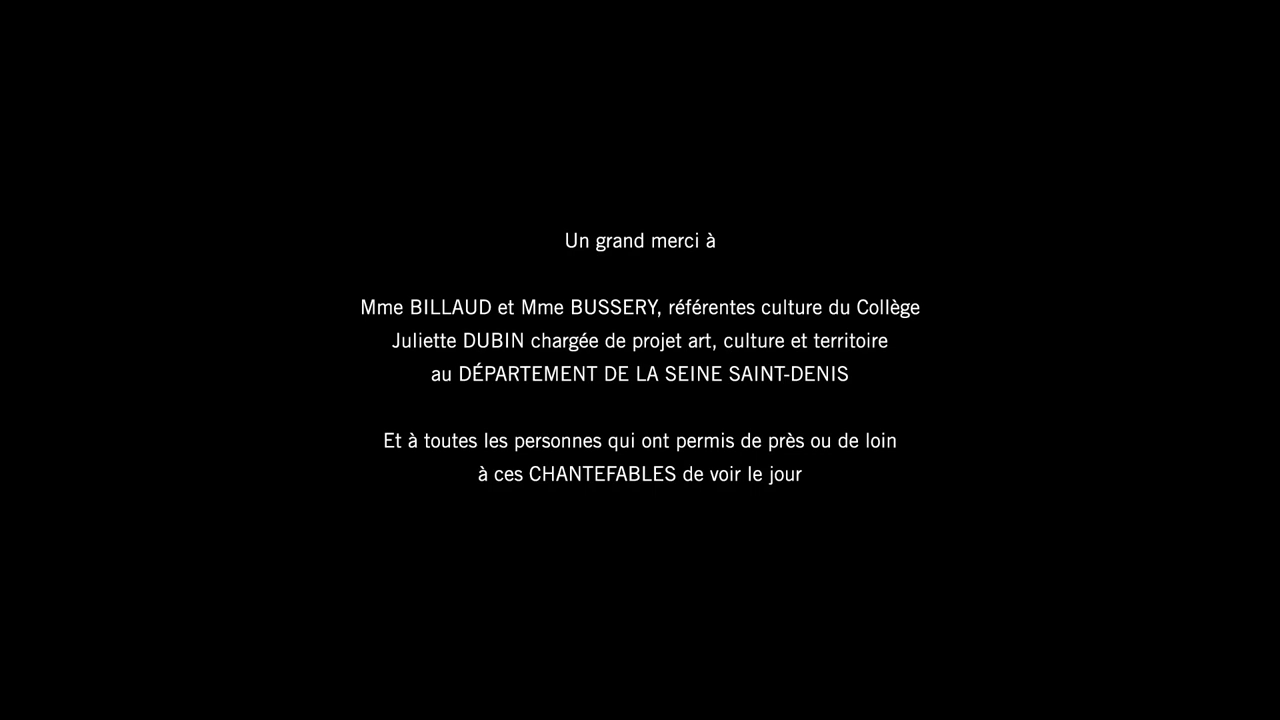 Un grand merci à
Mme BILLAUD et Mme BUSSERY, référentes culture du Collège
Juliette DUBIN chargée de projet art, culture et territoire
au DÉPARTEMENT DE LA SEINE SAINT-DENIS
Et à toutes les personnes qui ont permis de près ou de loin
à ces CHANTEFABLES de voir le jour